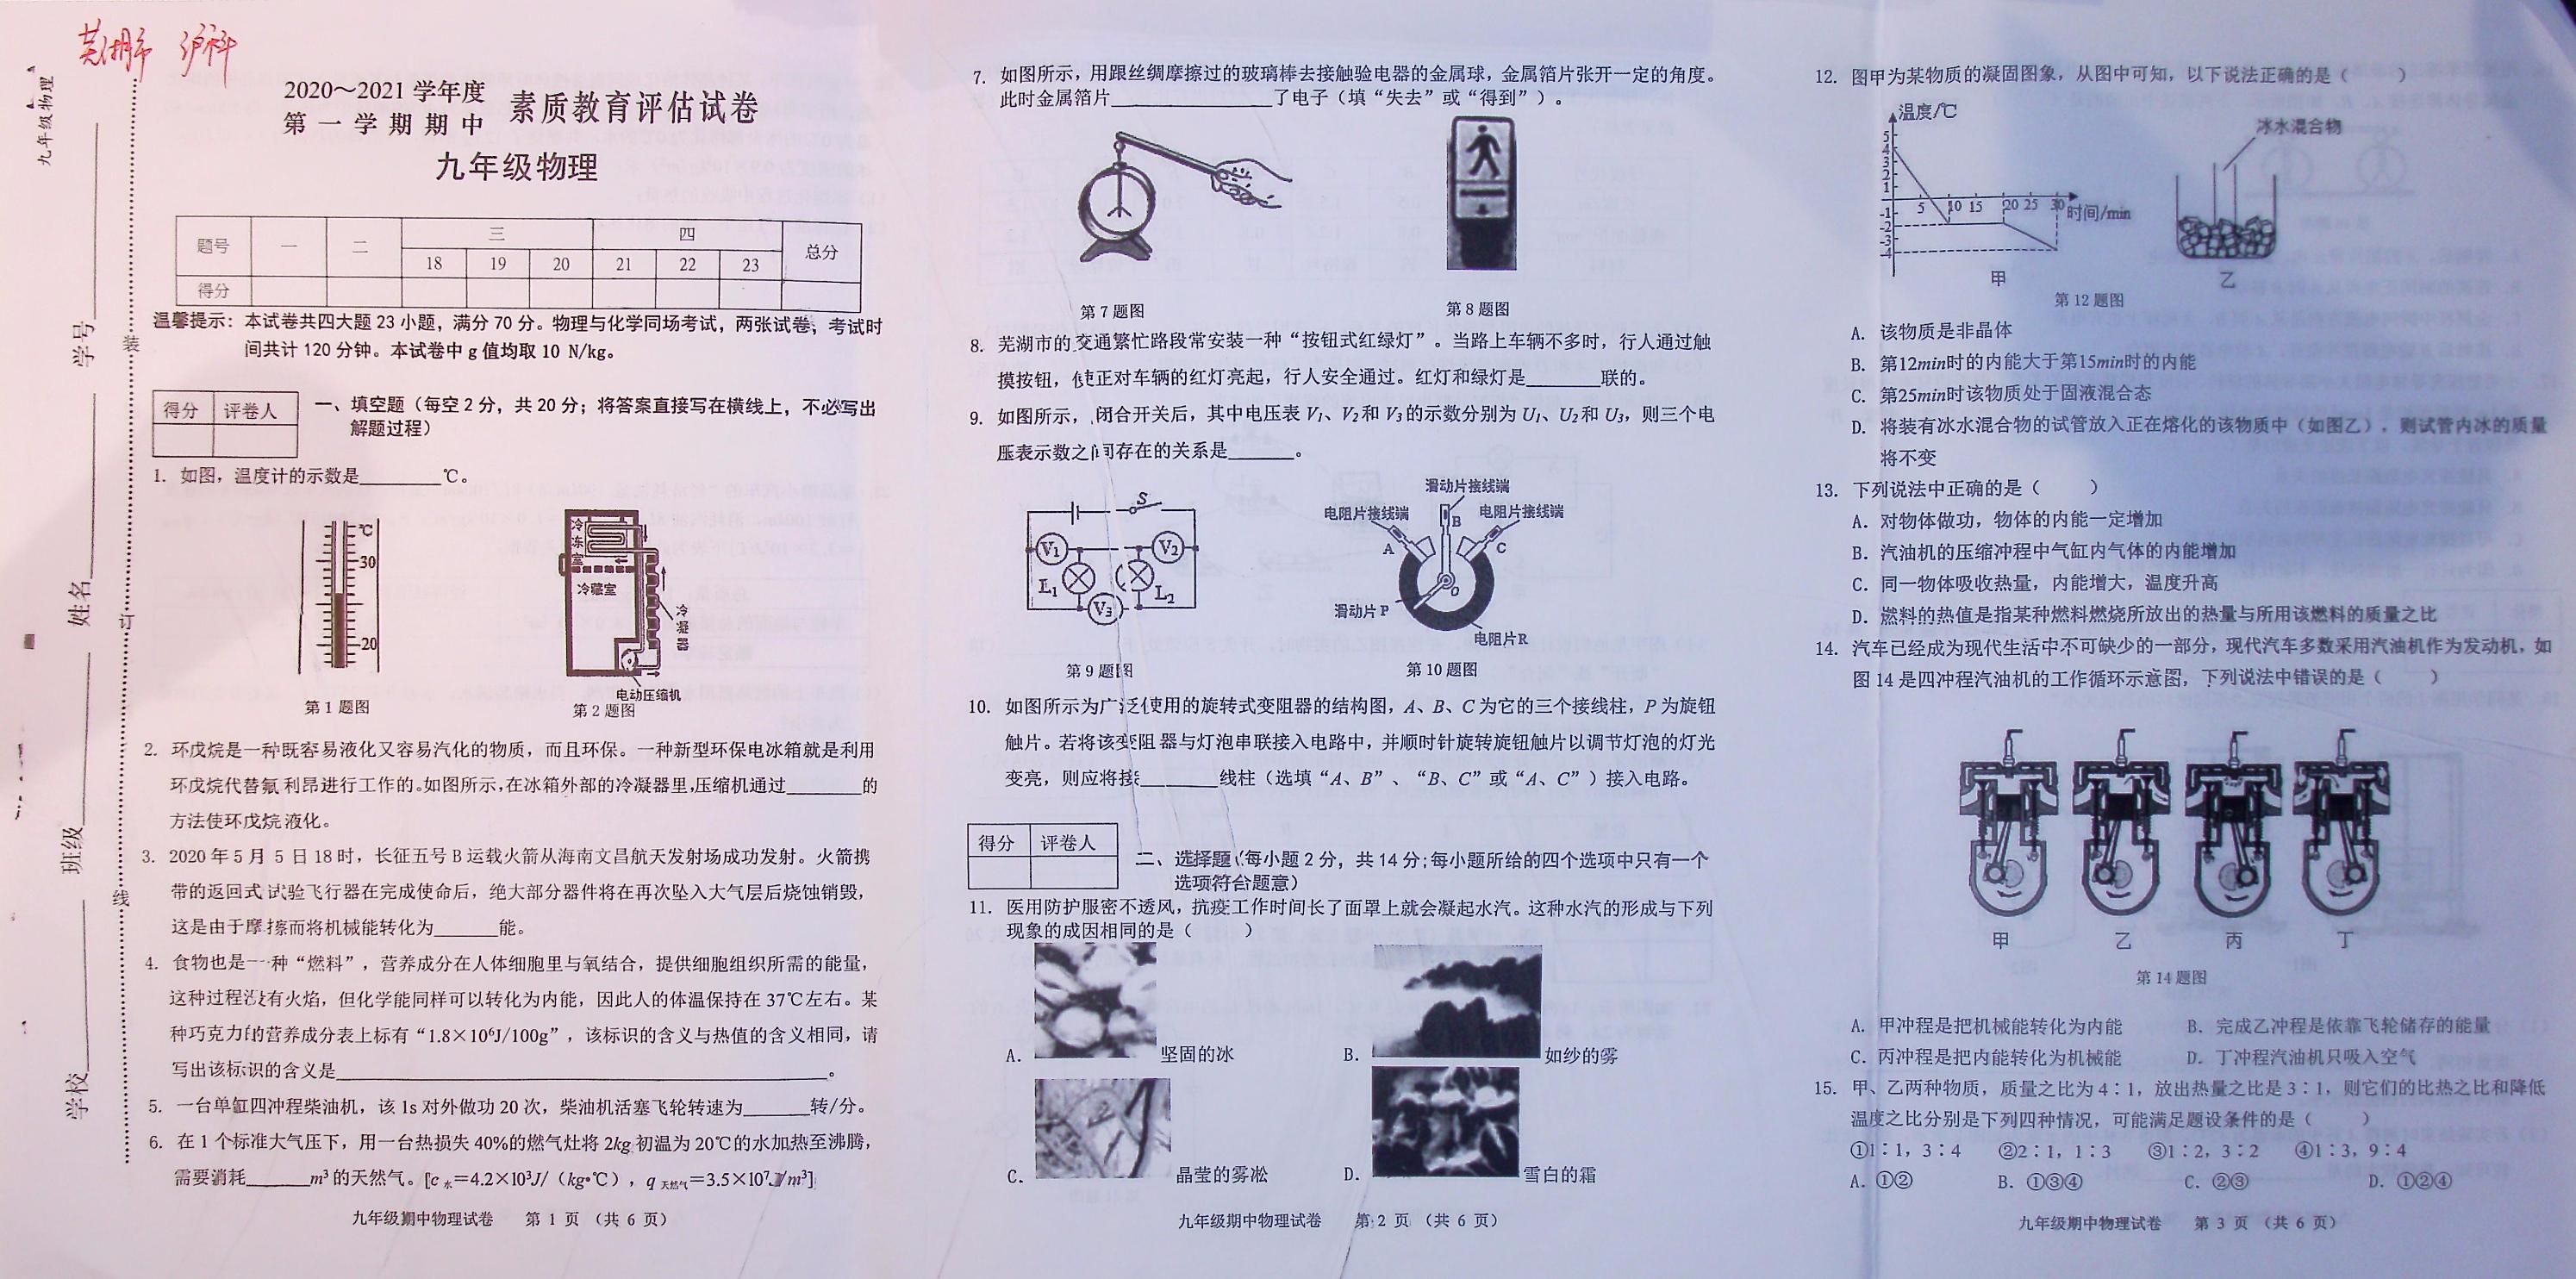 芜湖市 沪科
九年级物理
学校 班级 姓名 学号
装 订 线
2020～2021 学年度
第一学期期中
素质教育评估试卷
九年级物理
题号 一 二 三 四 总分
18 19 20 21 22 23
得分
温馨提示：本试卷共四大题 23 小题，满分 70 分。物理与化学同场考试，两张试卷，考试时
间共计 120 分钟。本试卷中 g 值均取 10 N/kg。
得分 评卷人
一、填空题（每空 2 分，共 20 分；将答案直接写在横线上，不必写出
解题过程）
1. 如图，温度计的示数是________℃。
℃
30
20
第 1 题图
冷冻室
冷藏室
冷凝器
电动压缩机
第 2 题图
2. 环戊烷是一种既容易液化又容易汽化的物质，而且环保。一种新型环保电冰箱就是利用
环戊烷代替氟利昂进行工作的。如图所示，在冰箱外部的冷凝器里，压缩机通过________的
方法使环戊烷液化。
3. 2020 年 5 月 5 日 18 时，长征五号 B 运载火箭从海南文昌航天发射场成功发射。火箭携
带的返回式试验飞行器在完成使命后，绝大部分器件将在再次坠入大气层后烧蚀销毁，
这是由于摩擦而将机械能转化为______能。
4. 食物也是一种“燃料”，营养成分在人体细胞里与氧结合，提供细胞组织所需的能量，
这种过程没有火焰，但化学能同样可以转化为内能，因此人的体温保持在 37℃左右。某
种巧克力的营养成分表上标有“1.8×10⁶J/100g”，该标识的含义与热值的含义相同，请
写出该标识的含义是________________________________________。
5. 一台单缸四冲程柴油机，该 1s 对外做功 20 次，柴油机活塞飞轮转速为______转/分。
6. 在 1 个标准大气压下，用一台热损失 40%的燃气灶将 2kg 初温为 20℃的水加热至沸腾，
需要消耗______m³ 的天然气。[c 水＝4.2×10³J/（kg•℃），q 天然气＝3.5×10⁷J/m³]
九年级期中物理试卷 第 1 页 （共 6 页）
7. 如图所示，用跟丝绸摩擦过的玻璃棒去接触验电器的金属球，金属箔片张开一定的角度。
此时金属箔片________________了电子（填“失去”或“得到”）。
第 7 题图
第 8 题图
8. 芜湖市的交通繁忙路段常安装一种“按钮式红绿灯”。当路上车辆不多时，行人通过触
摸按钮，使正对车辆的红灯亮起，行人安全通过。红灯和绿灯是________联的。
9. 如图所示，闭合开关后，其中电压表 V₁、V₂ 和 V₃ 的示数分别为 U₁、U₂ 和 U₃，则三个电
压表示数之间存在的关系是_______。
S
V₁ V₂
L₁ L₂
V₃
第 9 题图
滑动片接线端
电阻片接线端 B 电阻片接线端
A C
O
滑动片 P
电阻片R
第 10 题图
10. 如图所示为广泛使用的旋转式变阻器的结构图，A、B、C 为它的三个接线柱，P 为旋钮
触片。若将该变阻器与灯泡串联接入电路中，并顺时针旋转旋钮触片以调节灯泡的灯光
变亮，则应将接________线柱（选填“A、B”、“B、C”或“A、C”）接入电路。
得分 评卷人
二、选择题（每小题 2 分，共 14 分；每小题所给的四个选项中只有一个
选项符合题意）
11. 医用防护服密不透风，抗疫工作时间长了面罩上就会凝起水汽。这种水汽的形成与下列
现象的成因相同的是（ ）
A. 坚固的冰 B. 如纱的雾
C. 晶莹的雾凇 D. 雪白的霜
九年级期中物理试卷 第 2 页 （共 6 页）
12. 图甲为某物质的凝固图象，从图中可知，以下说法正确的是（ ）
温度/℃
5
4
3
2
1
-1
-2
-3
-4
5 10 15 20 25 30 时间/min
甲
冰水混合物
乙
第 12 题图
A. 该物质是非晶体
B. 第12min时的内能大于第15min时的内能
C. 第25min时该物质处于固液混合态
D. 将装有冰水混合物的试管放入正在熔化的该物质中（如图乙），则试管内冰的质量
将不变
13. 下列说法中正确的是（ ）
A. 对物体做功，物体的内能一定增加
B. 汽油机的压缩冲程中气缸内气体的内能增加
C. 同一物体吸收热量，内能增大，温度升高
D. 燃料的热值是指某种燃料燃烧所放出的热量与所用该燃料的质量之比
14. 汽车已经成为现代生活中不可缺少的一部分，现代汽车多数采用汽油机作为发动机，如
图 14 是四冲程汽油机的工作循环示意图，下列说法中错误的是（ ）
甲 乙 丙 丁
第 14 题图
A. 甲冲程是把机械能转化为内能 B. 完成乙冲程是依靠飞轮储存的能量
C. 丙冲程是把内能转化为机械能 D. 丁冲程汽油机只吸入空气
15. 甲、乙两种物质，质量之比为 4∶1，放出热量之比是 3∶1，则它们的比热之比和降低
温度之比分别是下列四种情况，可能满足题设条件的是（ ）
①1∶1，3∶4 ②2∶1，1∶3 ③1∶2，3∶2 ④1∶3，9∶4
A. ①② B. ①③④ C. ②③ D. ①②④
九年级期中物理试卷 第 3 页 （共 6 页）